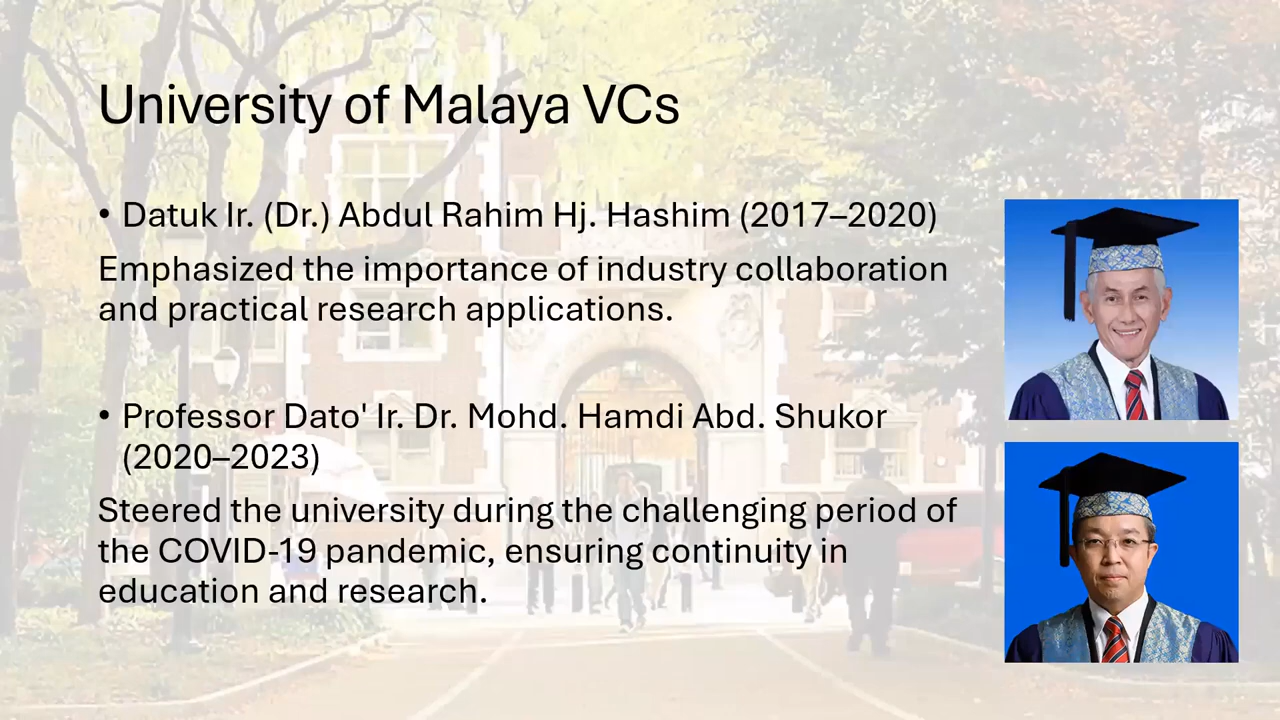 University of Malaya VCs
• Datuk Ir. (Dr.) Abdul Rahim Hj. Hashim (2017–2020)
Emphasized the importance of industry collaboration
and practical research applications.
• Professor Dato' Ir. Dr. Mohd. Hamdi Abd. Shukor
(2020–2023)
Steered the university during the challenging period of
the COVID-19 pandemic, ensuring continuity in
education and research.